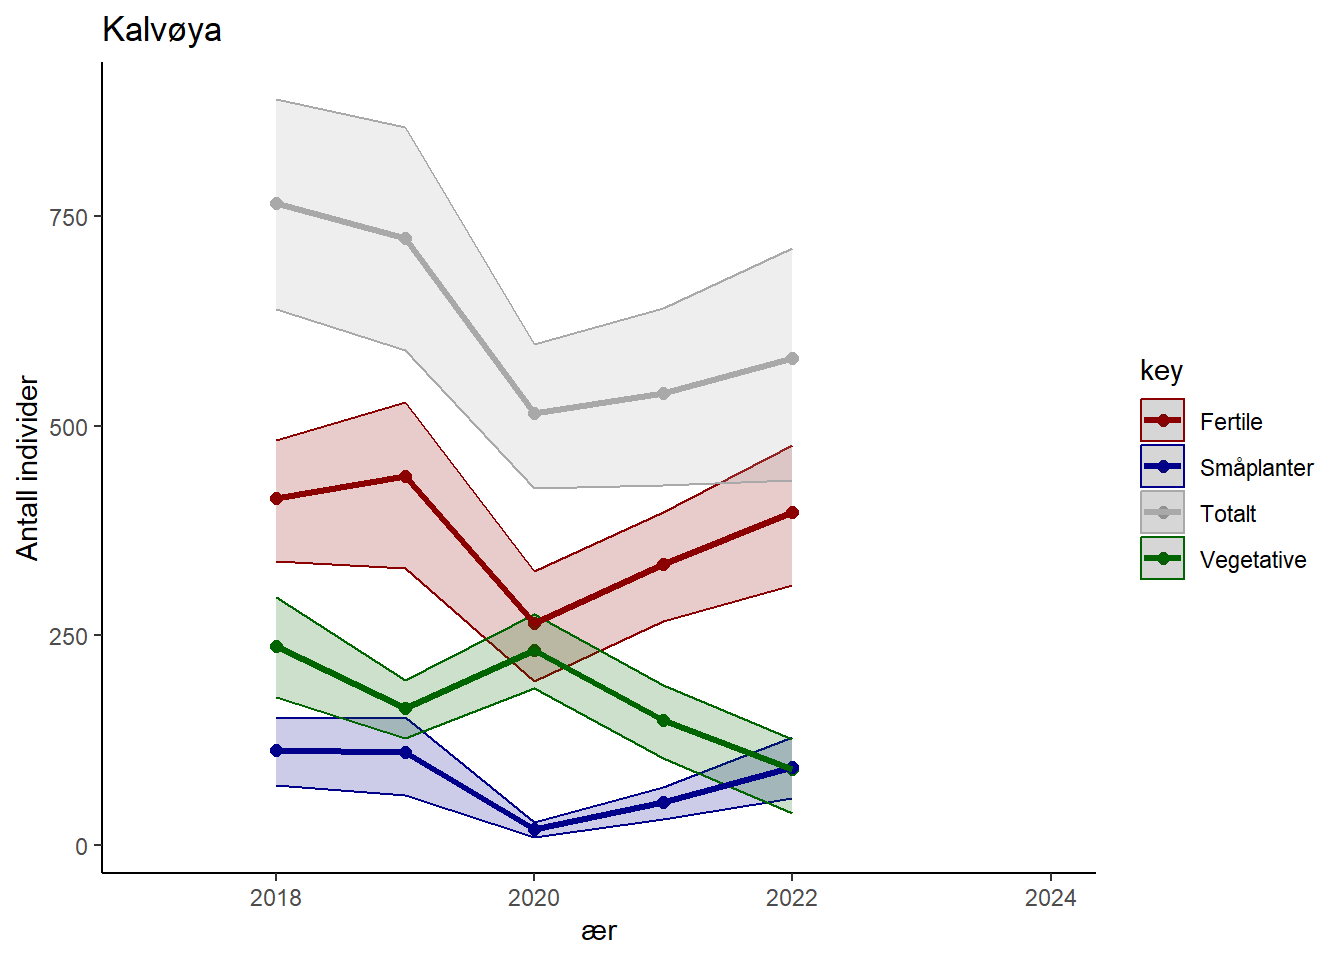 Kalvøya
Antall individer
750
500
250
0
2018
2020
2022
2024
ær
key
Fertile
Småplanter
Totalt
Vegetative